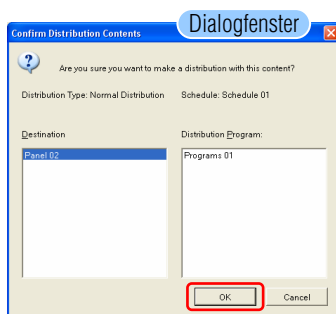 Dialogfenster
Confirm Distribution Contents
Are you sure you want to make a distribution with this content?
Distribution Type: Normal Distribution Schedule: Schedule 01
Destination Distribution Program:
Panel 02 Programs 01
OK Cancel